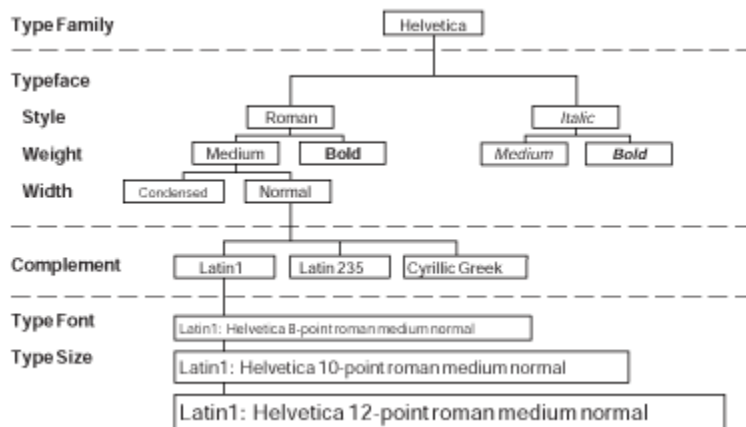 Type Family Helvetica
Typeface
Style Roman Italic
Weight Medium Bold Medium Bold
Width Condensed Normal
Complement Latin1 Latin 235 Cyrillic Greek
Type Font Latin1: Helvetica 8-point roman medium normal
Type Size Latin1: Helvetica 10-point roman medium normal
Latin1: Helvetica 12-point roman medium normal